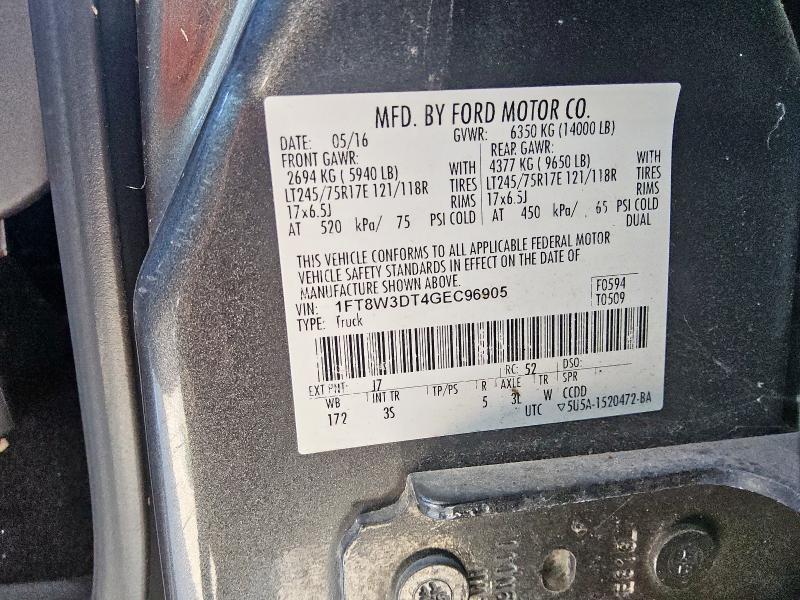 MFD. BY FORD MOTOR CO.
DATE: 05/16 GVWR: 6350 KG (14000 LB)
FRONT GAWR: REAR GAWR:
2694 KG ( 5940 LB) WITH 4377 KG ( 9650 LB) WITH
LT245/75R17E 121/118R TIRES LT245/75R17E 121/118R TIRES
17x6.5J RIMS 17x6.5J RIMS
AT 520 kPa/ 75 PSI COLD AT 450 kPa/ 65 PSI COLD
DUAL
THIS VEHICLE CONFORMS TO ALL APPLICABLE FEDERAL MOTOR
VEHICLE SAFETY STANDARDS IN EFFECT ON THE DATE OF
MANUFACTURE SHOWN ABOVE.
VIN: 1FT8W3DT4GEC96905 F0594
TYPE: Truck T0509
RC: 52 DSO:
EXT PNT: J7
WB INT TR TP/PS R AXLE TR SPR
172 3S 5 3L W CCDD
UTC ▽5U5A-1520472-BA